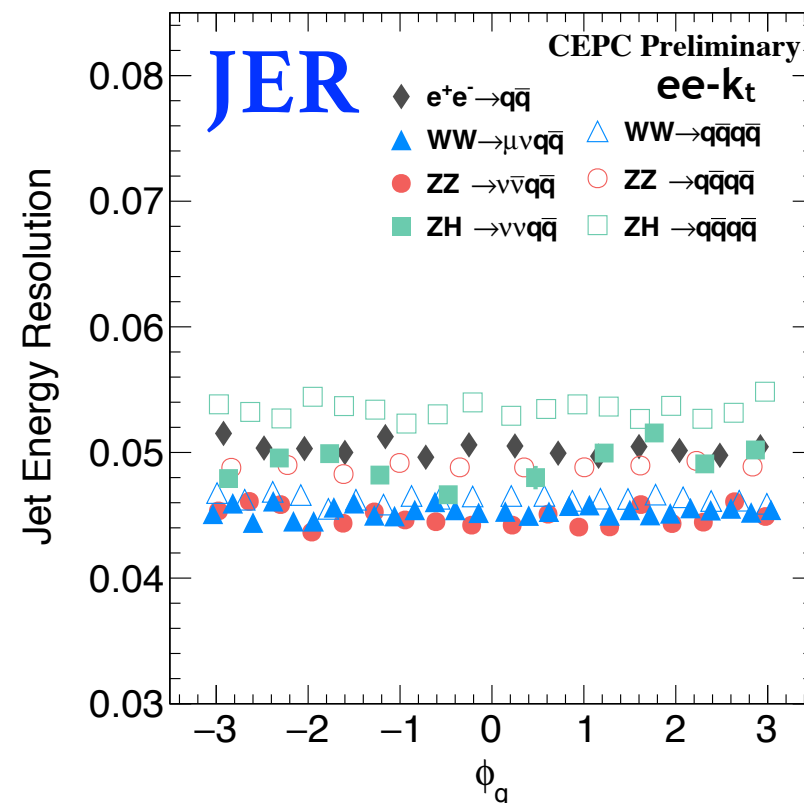 JER
CEPC Preliminary
ee-kₜ
e⁺e⁻→qq̄
WW→μνqq̄
ZZ→νν̄qq̄
ZH →ννqq̄
WW→qq̄qq̄
ZZ →qq̄qq̄
ZH →qq̄qq̄
Jet Energy Resolution
0.08
0.07
0.06
0.05
0.04
0.03
−3 −2 −1 0 1 2 3
ϕq